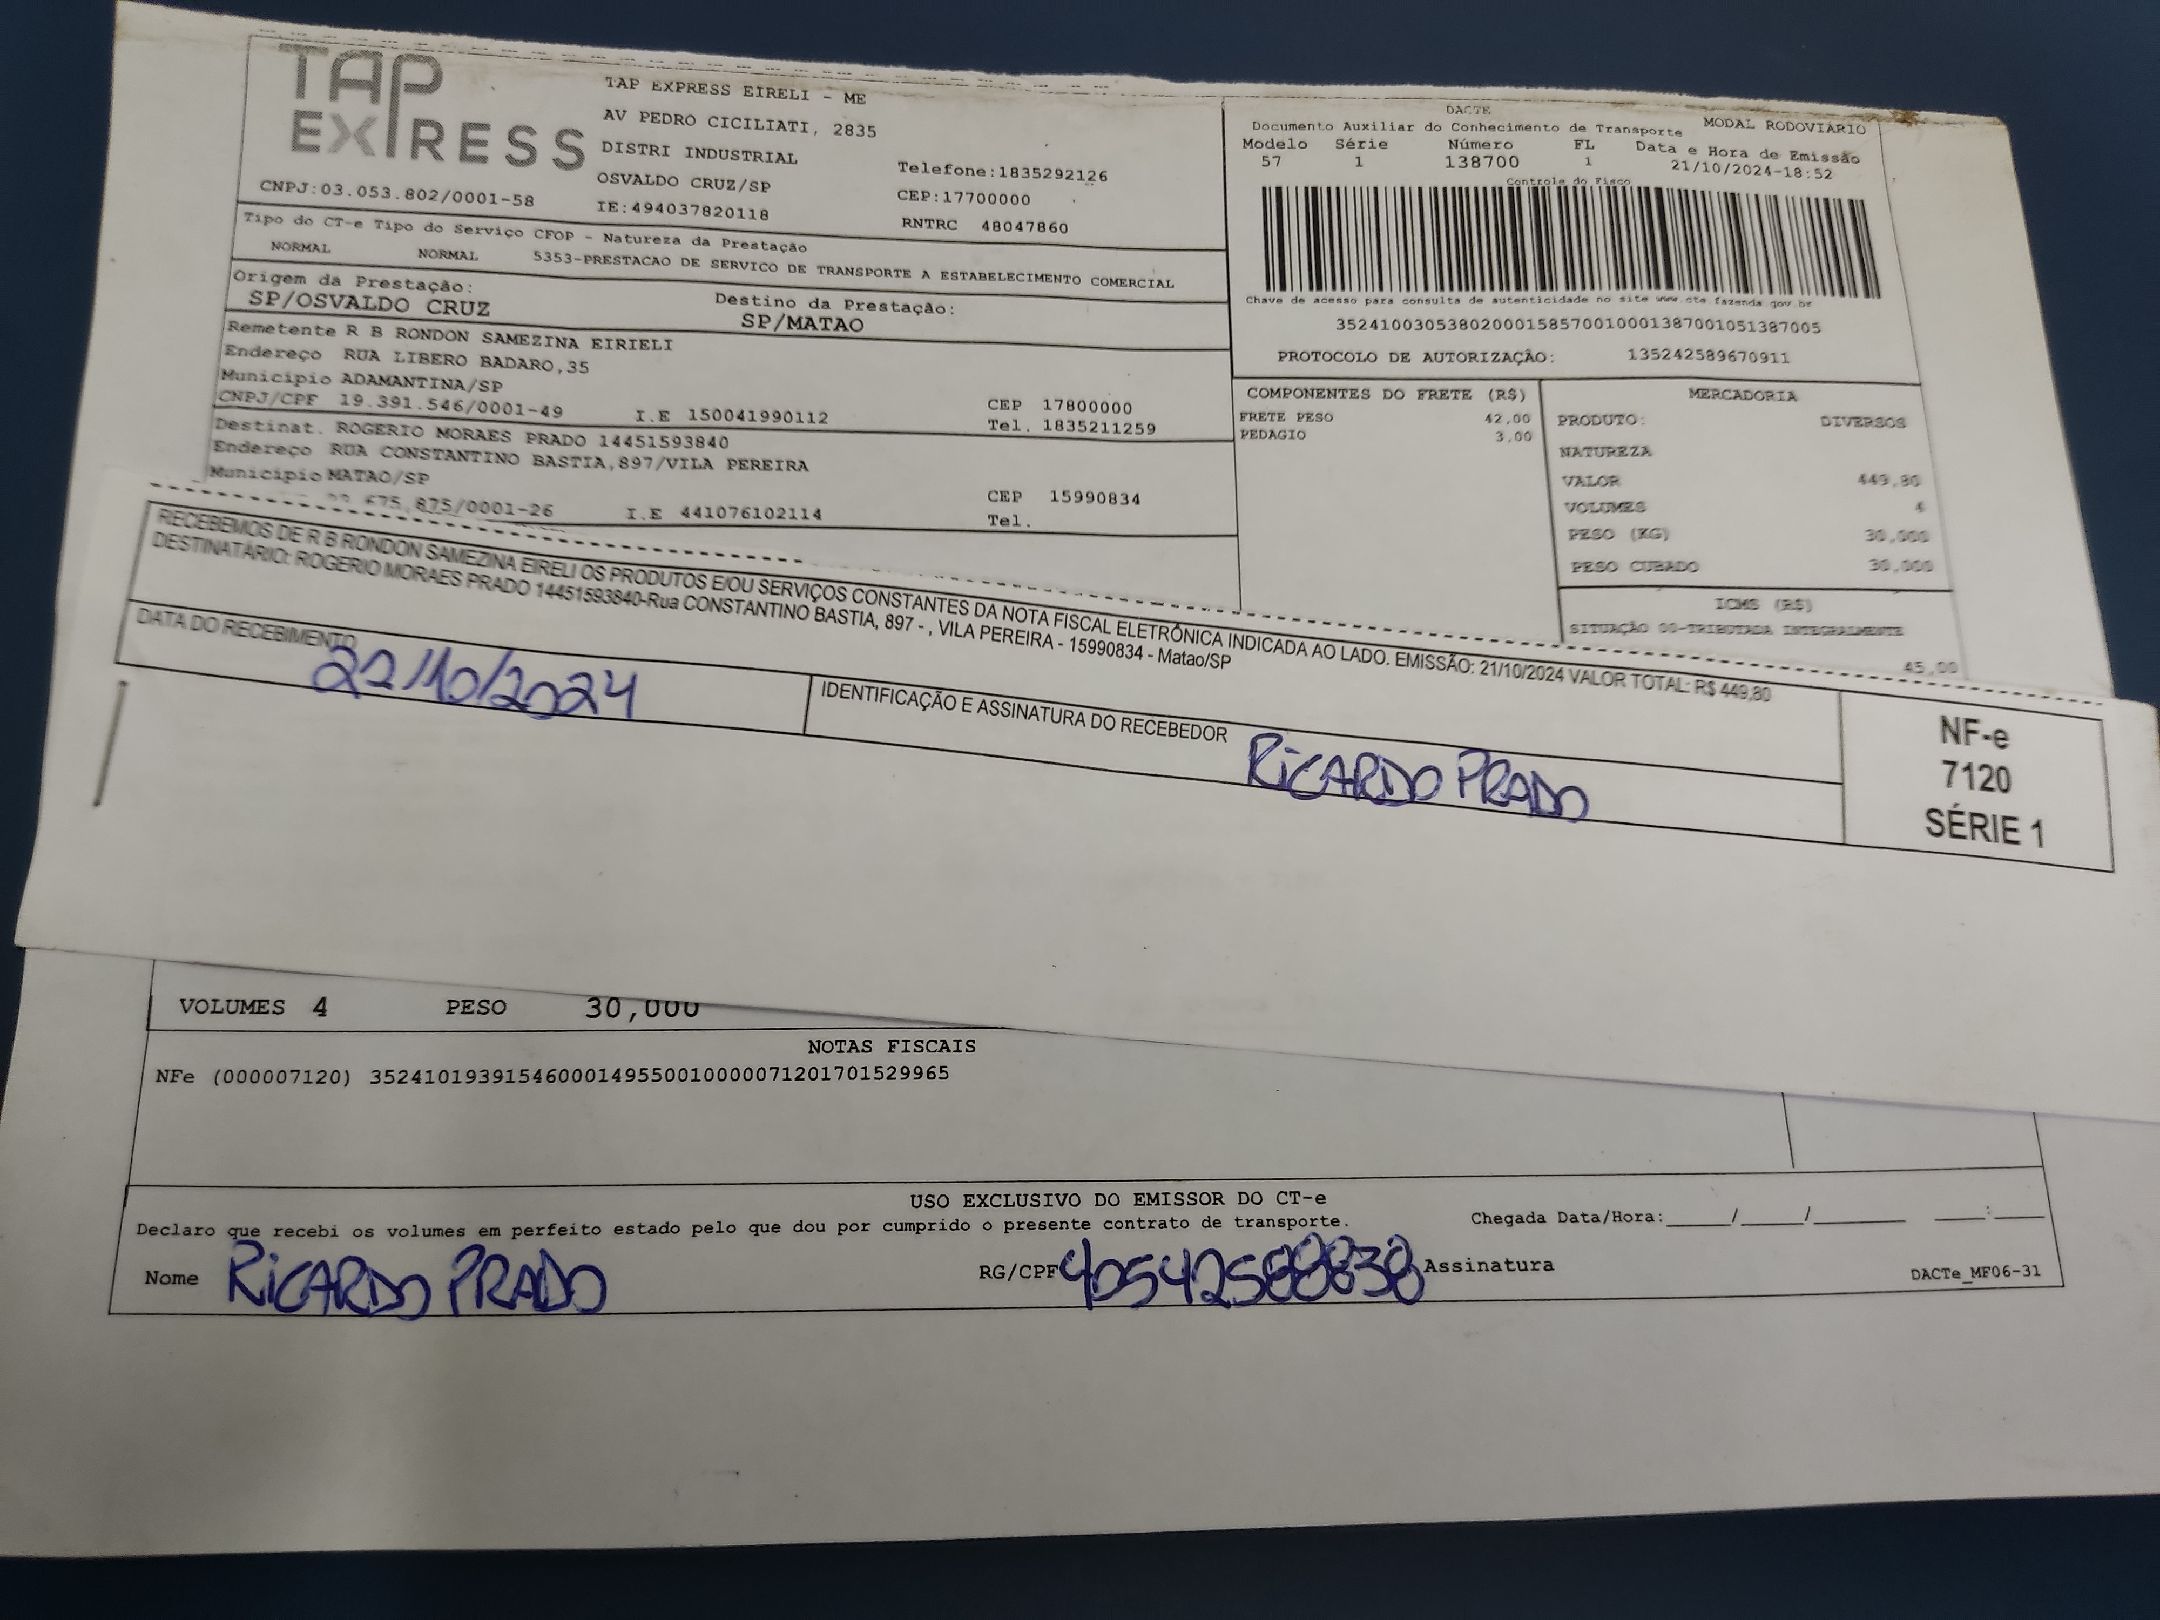 TAP EXPRESS
TAP EXPRESS EIRELI - ME
AV PEDRO CICILIATI, 2835
DISTRI INDUSTRIAL
Telefone:1835292126
OSVALDO CRUZ/SP
CEP:17700000
CNPJ:03.053.802/0001-58
IE:494037820118
RNTRC 48047860
DACTE
Documento Auxiliar do Conhecimento de Transporte
MODAL RODOVIÁRIO
Modelo Série Número FL Data e Hora de Emissão
57 1 138700 1 21/10/2024-18:52
Controle do Fisco
Chave de acesso para consulta de autenticidade no site www.cte.fazenda.gov.br
35241003053802000158570010001387001051387005
PROTOCOLO DE AUTORIZAÇÃO: 135242589670911
Tipo do CT-e Tipo do Serviço CFOP - Natureza da Prestação
NORMAL NORMAL 5353-PRESTACAO DE SERVICO DE TRANSPORTE A ESTABELECIMENTO COMERCIAL
Origem da Prestação: Destino da Prestação:
SP/OSVALDO CRUZ SP/MATAO
Remetente R B RONDON SAMEZINA EIRIELI
Endereço RUA LIBERO BADARO,35
Município ADAMANTINA/SP CEP 17800000
CNPJ/CPF 19.391.546/0001-49 I.E 150041990112 Tel. 1835211259
Destinat. ROGERIO MORAES PRADO 14451593840
Endereço RUA CONSTANTINO BASTIA,897/VILA PEREIRA
Município MATAO/SP CEP 15990834
675.875/0001-26 I.E 441076102114 Tel.
COMPONENTES DO FRETE (R$)
FRETE PESO 42,00
PEDAGIO 3,00
MERCADORIA
PRODUTO: DIVERSOS
NATUREZA
VALOR 449,80
VOLUMES 4
PESO (KG) 30,000
PESO CUBADO 30,000
ICMS (R$)
SITUAÇÃO 00-TRIBUTADA INTEGRALMENTE
45,00
RECEBEMOS DE R B RONDON SAMEZINA EIRELI OS PRODUTOS E/OU SERVIÇOS CONSTANTES DA NOTA FISCAL ELETRÔNICA INDICADA AO LADO. EMISSÃO: 21/10/2024 VALOR TOTAL: R$ 449,80
DESTINATÁRIO: ROGERIO MORAES PRADO 14451593840-Rua CONSTANTINO BASTIA, 897 - , VILA PEREIRA - 15990834 - Matao/SP
DATA DO RECEBIMENTO
22/10/2024
IDENTIFICAÇÃO E ASSINATURA DO RECEBEDOR
RICARDO PRADO
NF-e
7120
SÉRIE 1
VOLUMES 4 PESO 30,000
NOTAS FISCAIS
NFe (000007120) 35241019391546000149550010000071201701529965
USO EXCLUSIVO DO EMISSOR DO CT-e
Declaro que recebi os volumes em perfeito estado pelo que dou por cumprido o presente contrato de transporte.
Chegada Data/Hora:_____/_____/________ ____:____
Nome RICARDO PRADO RG/CPF 40542588838 Assinatura
DACTe_MF06-31